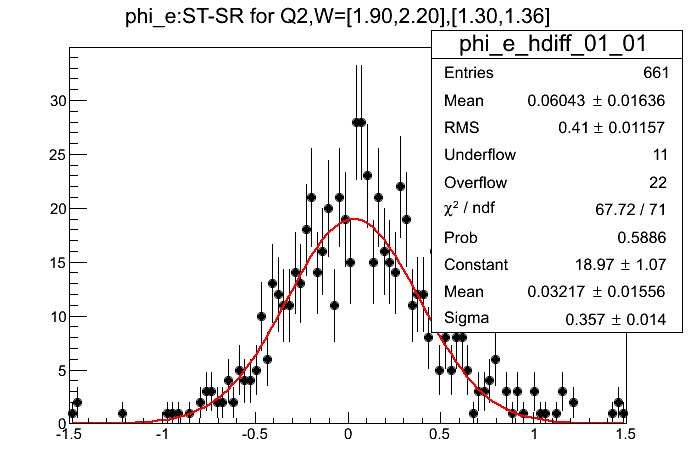 phi_e:ST-SR for Q2,W=[1.90,2.20],[1.30,1.36]
phi_e_hdiff_01_01
Entries 661
Mean 0.06043 ± 0.01636
RMS 0.41 ± 0.01157
Underflow 11
Overflow 22
χ² / ndf 67.72 / 71
Prob 0.5886
Constant 18.97 ± 1.07
Mean 0.03217 ± 0.01556
Sigma 0.357 ± 0.014
30
25
20
15
10
5
0
-1.5 -1 -0.5 0 0.5 1 1.5